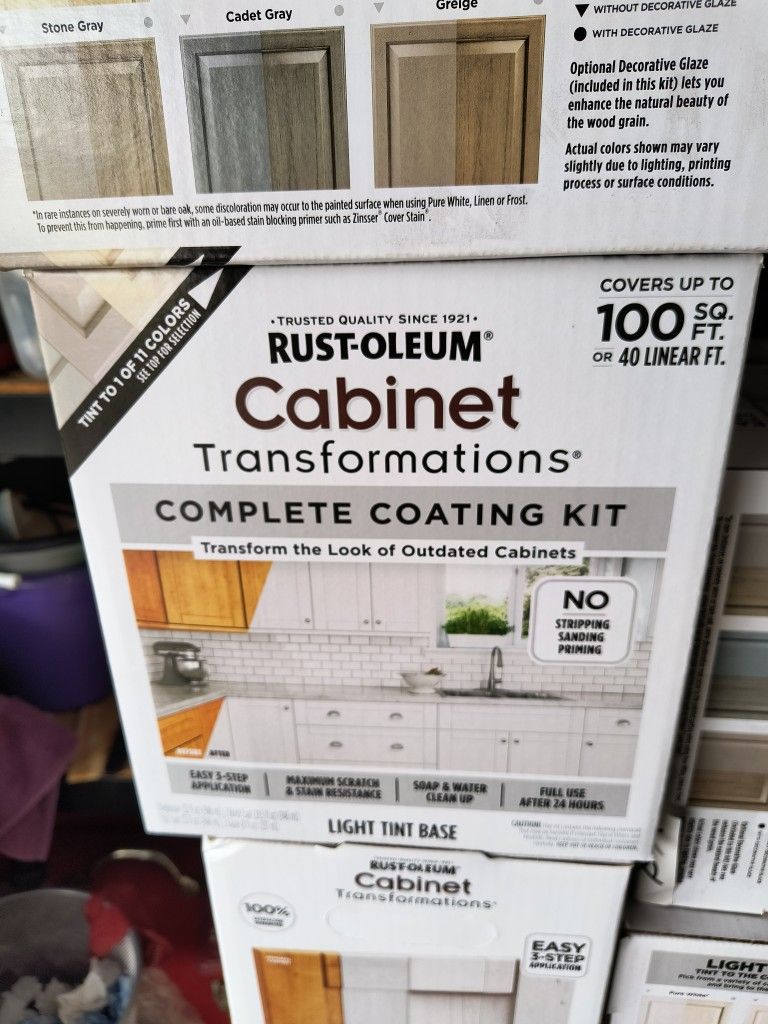 Stone Gray
Cadet Gray
Greige
▼ WITHOUT DECORATIVE GLAZE
● WITH DECORATIVE GLAZE
Optional Decorative Glaze
(included in this kit) lets you
enhance the natural beauty of
the wood grain.
Actual colors shown may vary
slightly due to lighting, printing
process or surface conditions.
*In rare instances on severely worn or bare oak, some discoloration may occur to the painted surface when using Pure White, Linen or Frost.
To prevent this from happening, prime first with an oil-based stain blocking primer such as Zinsser® Cover Stain®.
TINT TO 1 OF 11 COLORS
SEE TOP FOR SELECTION
•TRUSTED QUALITY SINCE 1921•
RUST-OLEUM®
COVERS UP TO
100 SQ. FT.
OR 40 LINEAR FT.
Cabinet
Transformations®
COMPLETE COATING KIT
Transform the Look of Outdated Cabinets
NO
STRIPPING
SANDING
PRIMING
BEFORE AFTER
EASY 3-STEP
APPLICATION
MAXIMUM SCRATCH
& STAIN RESISTANCE
SOAP & WATER
CLEAN UP
FULL USE
AFTER 24 HOURS
LIGHT TINT BASE
RUST-OLEUM®
Cabinet
Transformations®
100%
EASY
3-STEP
APPLICATION
LIGHT
TINT TO THE
Pure White